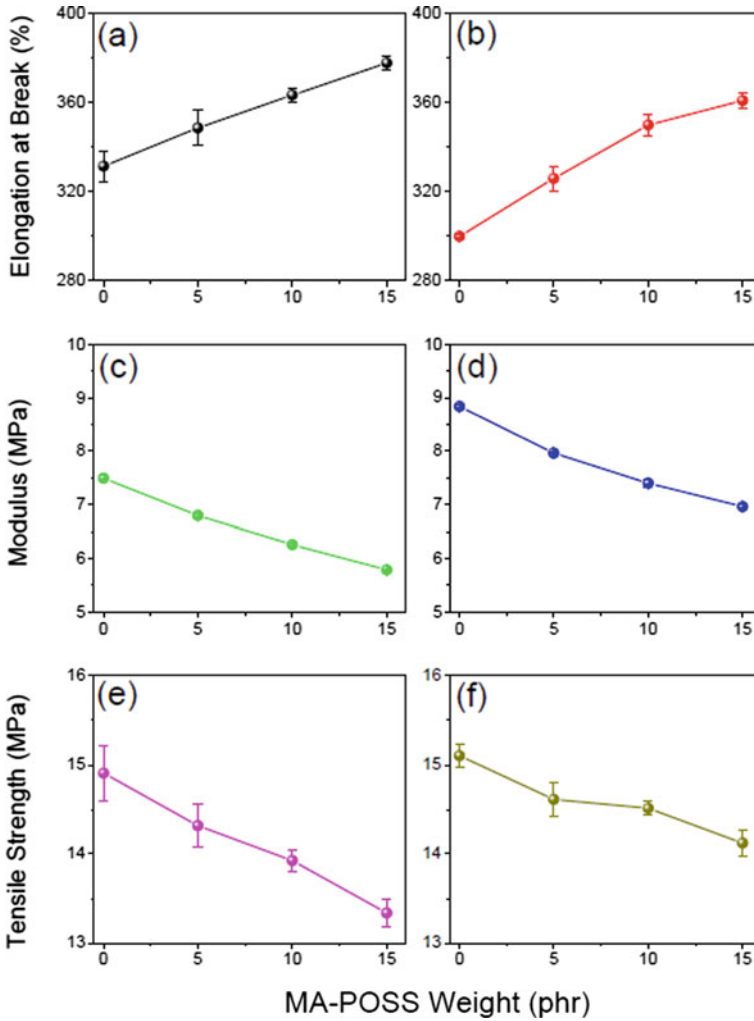 Elongation at Break (%)
400
360
320
280
(a)
0 5 10 15
400
360
320
280
(b)
0 5 10 15
Modulus (MPa)
10
9
8
7
6
5
(c)
0 5 10 15
10
9
8
7
6
5
(d)
0 5 10 15
Tensile Strength (MPa)
16
15
14
13
(e)
0 5 10 15
16
15
14
13
(f)
0 5 10 15
MA-POSS Weight (phr)